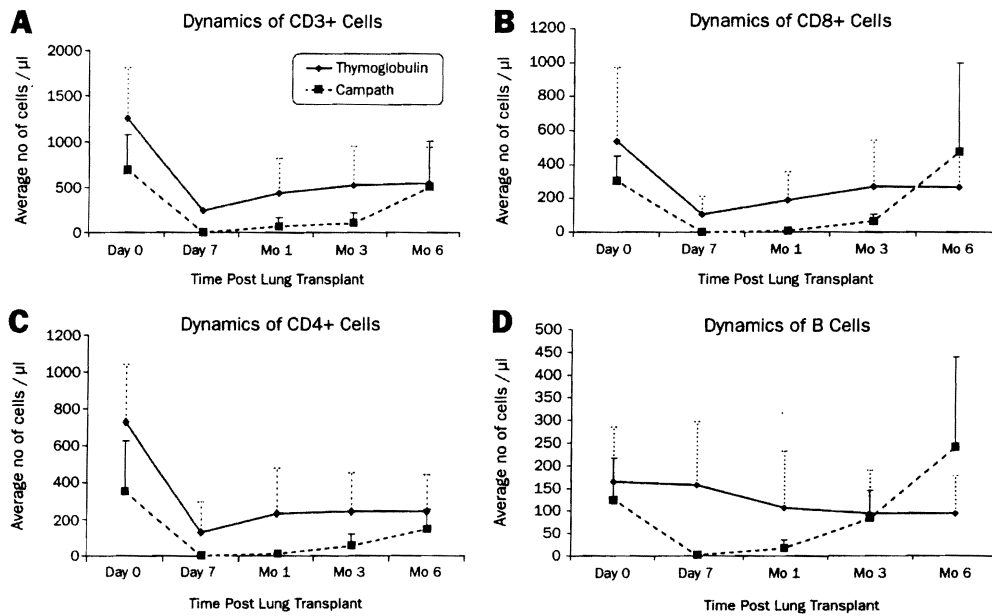 A
Dynamics of CD3+ Cells
Average no of cells / µl
2000
1500
1000
500
0
Thymoglobulin
Campath
Day 0 Day 7 Mo 1 Mo 3 Mo 6
Time Post Lung Transplant
B
Dynamics of CD8+ Cells
Average no of cells / µl
1200
1000
800
600
400
200
0
Day 0 Day 7 Mo 1 Mo 3 Mo 6
Time Post Lung Transplant
C
Dynamics of CD4+ Cells
Average no of cells / µl
1200
1000
800
600
400
200
0
Day 0 Day 7 Mo 1 Mo 3 Mo 6
Time Post Lung Transplant
D
Dynamics of B Cells
Average no of cells / µl
500
450
400
350
300
250
200
150
100
50
0
Day 0 Day 7 Mo 1 Mo 3 Mo 6
Time Post Lung Transplant